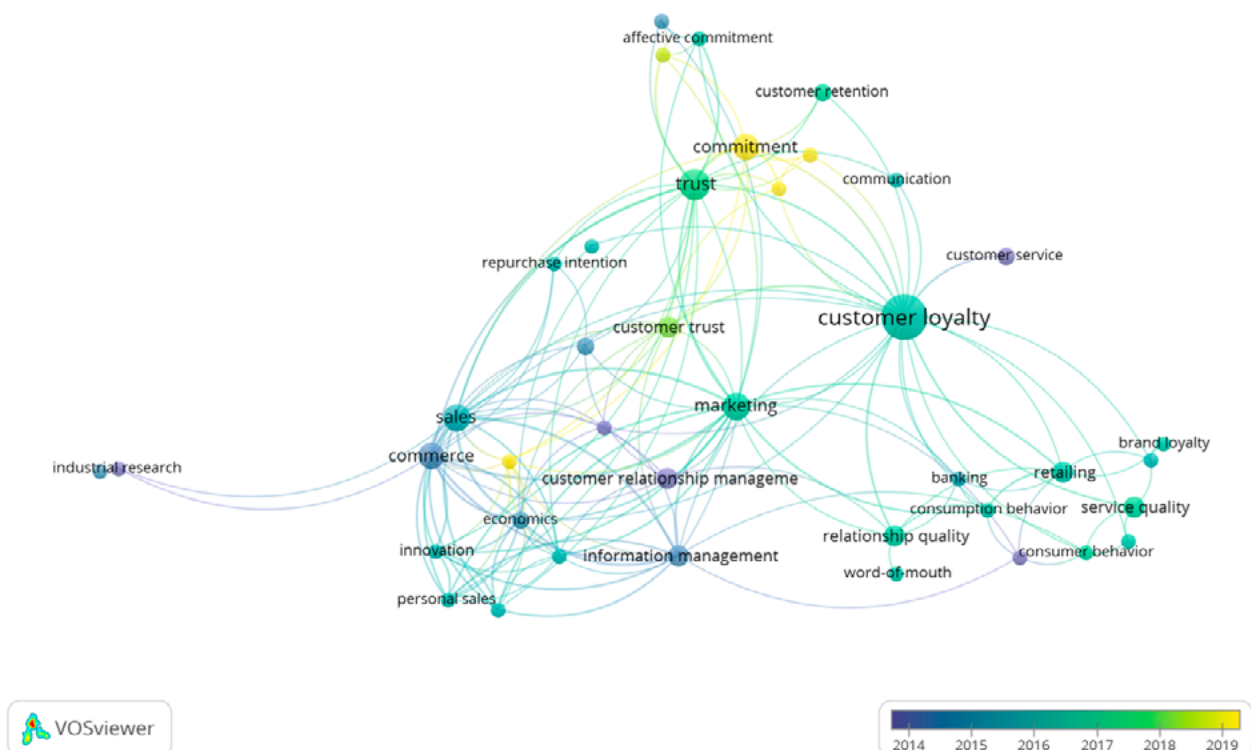 affective commitment
customer retention
commitment
trust
communication
customer service
repurchase intention
customer loyalty
customer trust
marketing
sales
brand loyalty
commerce
industrial research
retailing
customer relationship manageme
banking
consumption behavior
service quality
economics
relationship quality
innovation
information management
consumer behavior
word-of-mouth
personal sales
VOSviewer
2014 2015 2016 2017 2018 2019